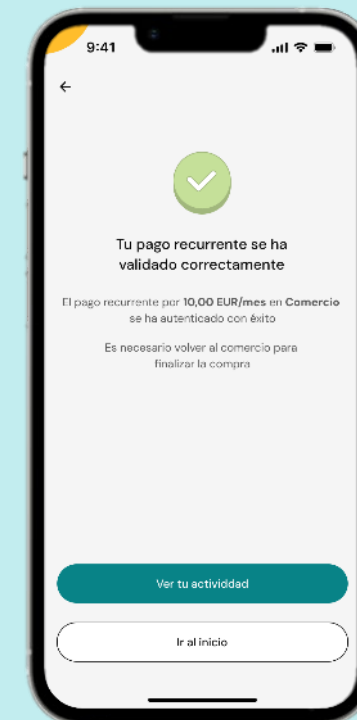 9:41
Tu pago recurrente se ha
validado correctamente
El pago recurrente por 10,00 EUR/mes en Comercio
se ha autenticado con éxito
Es necesario volver al comercio para
finalizar la compra
Ver tu actividdad
Ir al inicio